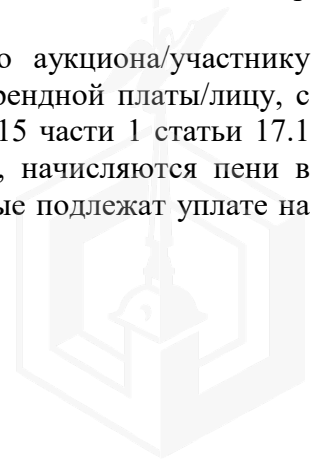 о аукциона/участнику
рендной платы/лицу, с
15 части 1 статьи 17.1
, начисляются пени в
ые подлежат уплате на